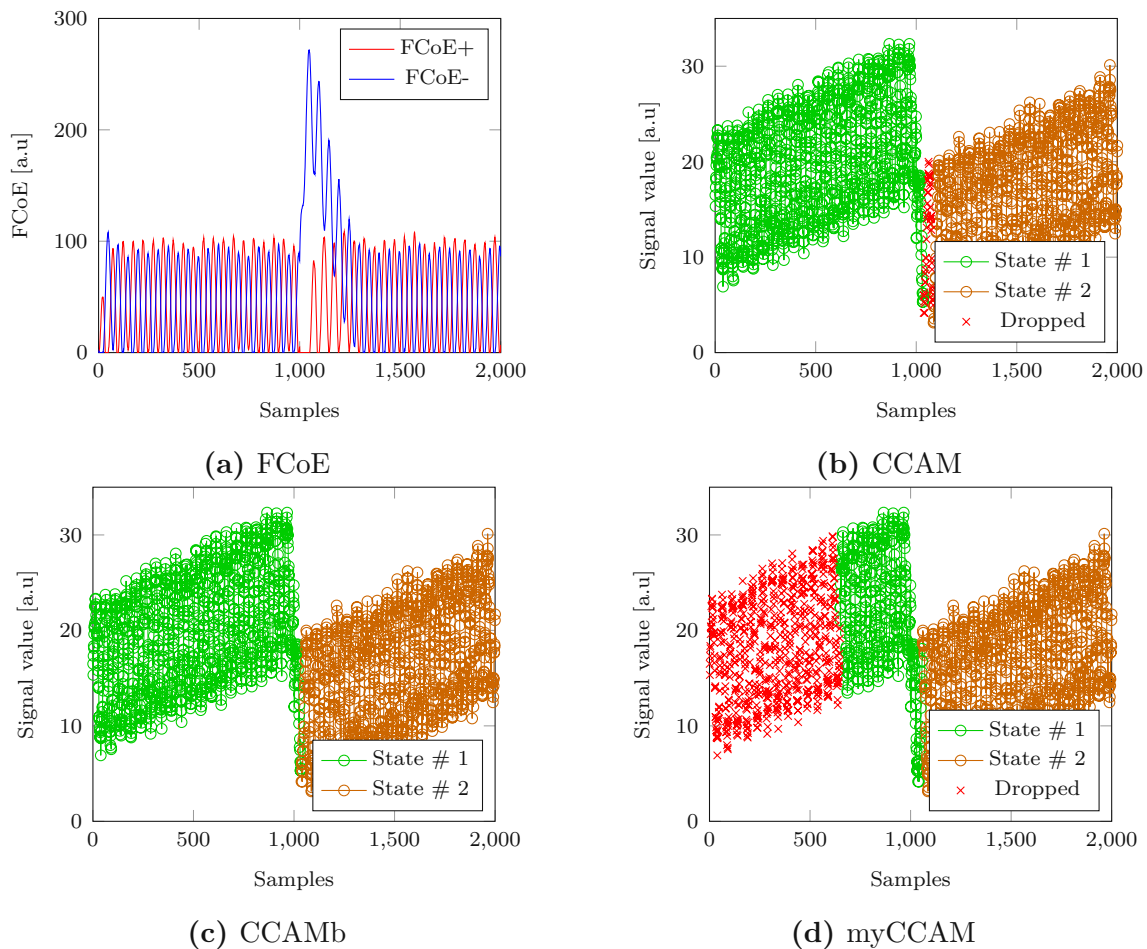 300
200
100
0
FCoE [a.u]
FCoE+
FCoE-
0 500 1,000 1,500 2,000
Samples
(a) FCoE
30
20
10
0
Signal value [a.u]
State # 1
State # 2
Dropped
0 500 1,000 1,500 2,000
Samples
(b) CCAM
30
20
10
0
Signal value [a.u]
State # 1
State # 2
0 500 1,000 1,500 2,000
Samples
(c) CCAMb
30
20
10
0
Signal value [a.u]
State # 1
State # 2
Dropped
0 500 1,000 1,500 2,000
Samples
(d) myCCAM